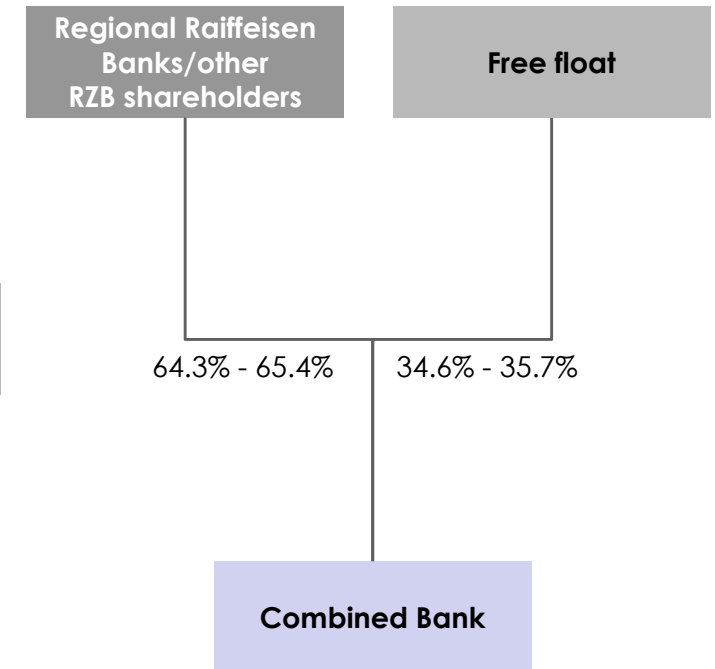 Regional Raiffeisen
Banks/other
RZB shareholders
Free float
64.3% - 65.4%
34.6% - 35.7%
Combined Bank